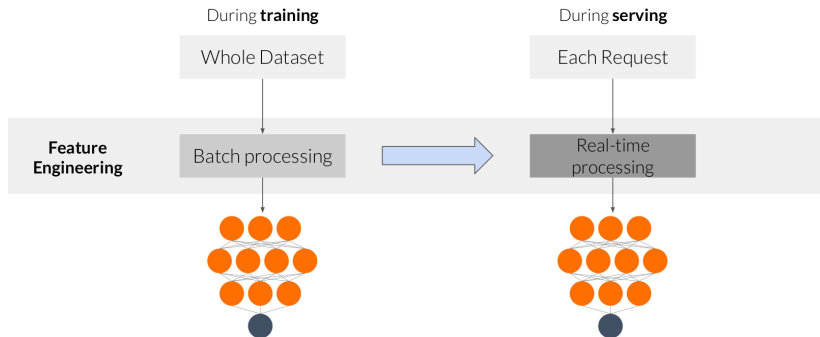 During training
During serving
Whole Dataset
Each Request
Feature
Engineering
Batch processing
Real-time
processing